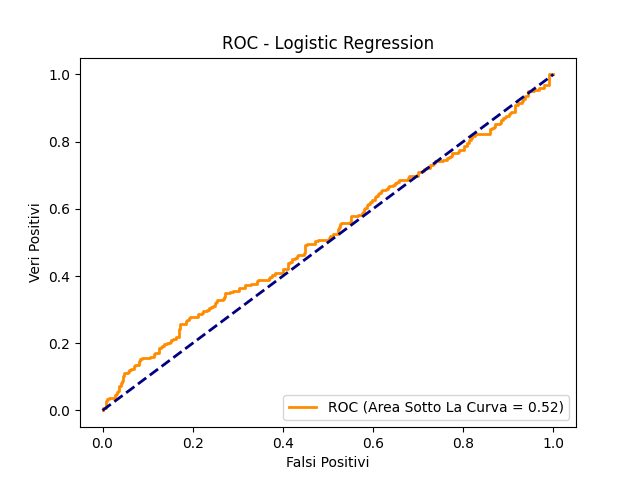 ROC - Logistic Regression
1.0
0.8
0.6
0.4
0.2
0.0
Veri Positivi
ROC (Area Sotto La Curva = 0.52)
0.0 0.2 0.4 0.6 0.8 1.0
Falsi Positivi